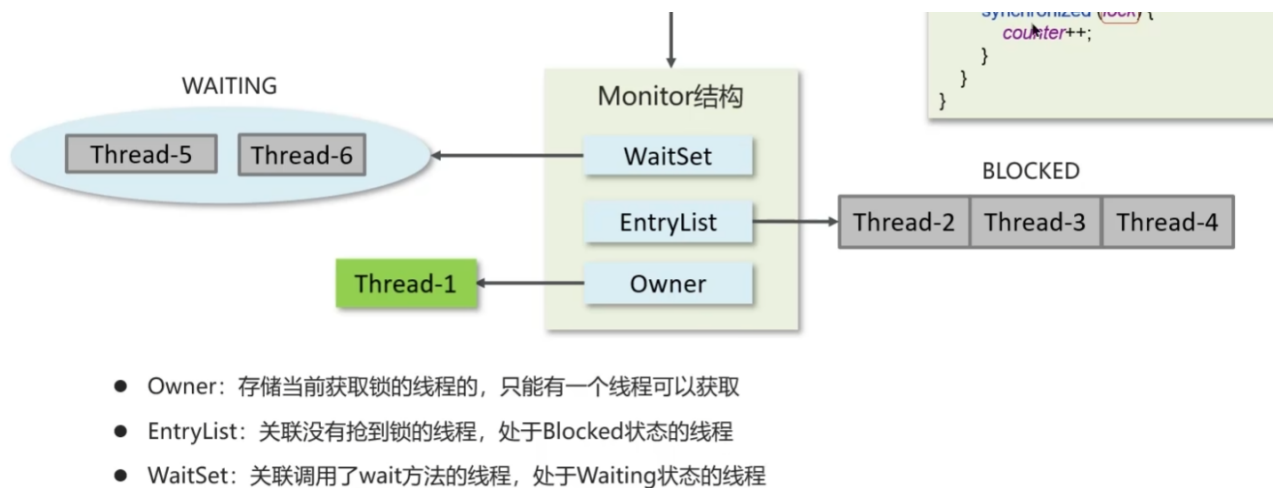 synchronized (lock) {
counter++;
}
}
}
WAITING
Thread-5 Thread-6
Monitor结构
WaitSet
EntryList
Owner
BLOCKED
Thread-2 Thread-3 Thread-4
Thread-1
● Owner：存储当前获取锁的线程的，只能有一个线程可以获取
● EntryList：关联没有抢到锁的线程，处于Blocked状态的线程
● WaitSet：关联调用了wait方法的线程，处于Waiting状态的线程